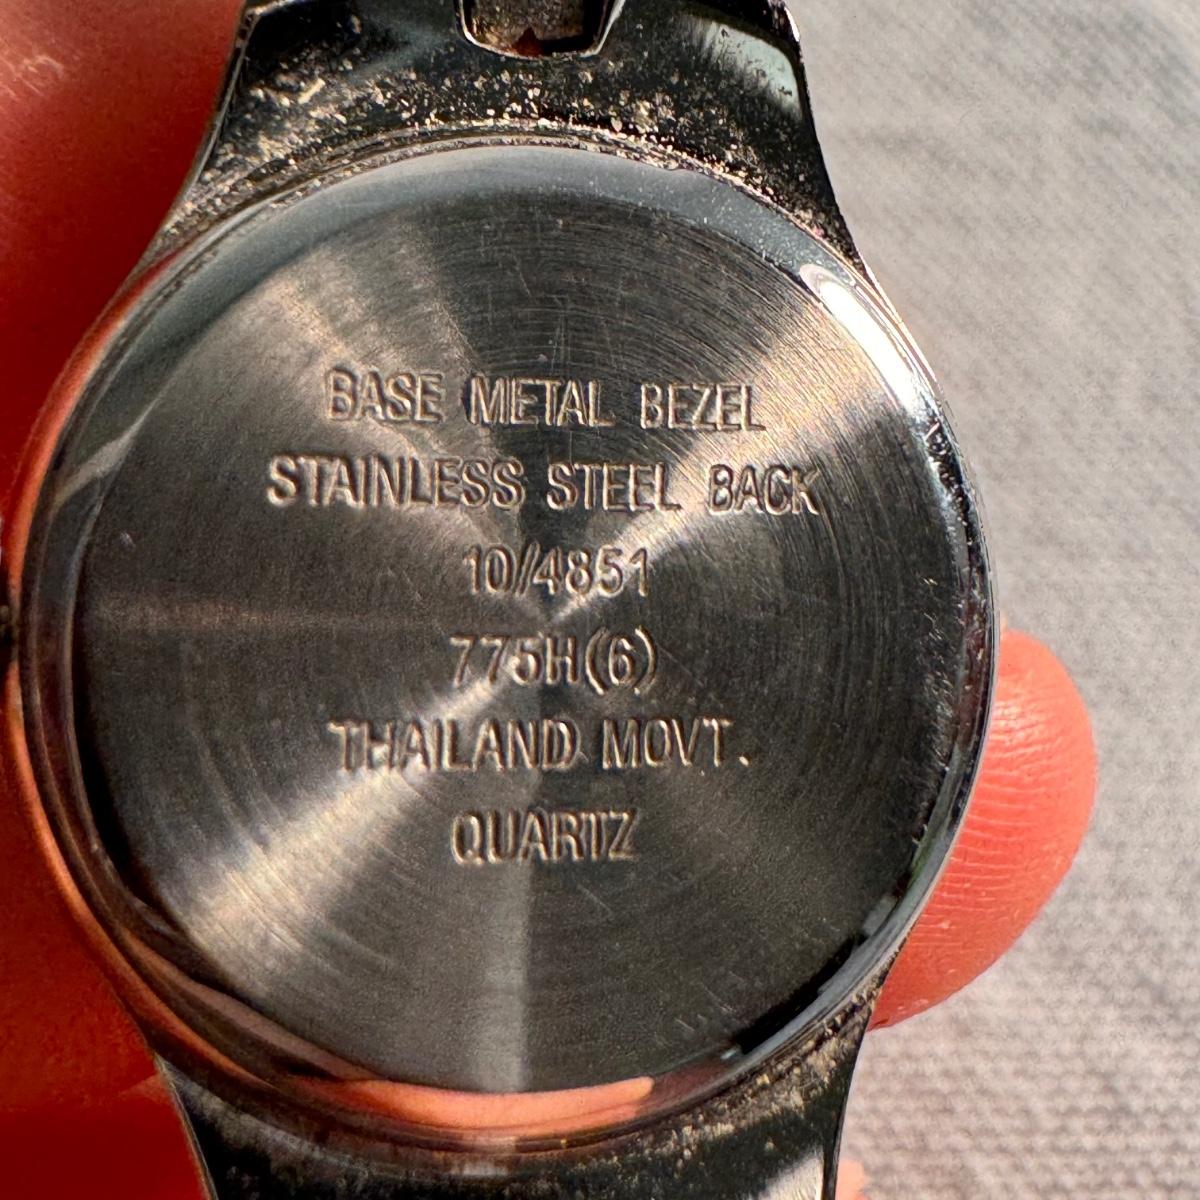 BASE METAL BEZEL
STAINLESS STEEL BACK
10/4851
775H(6)
THAILAND MOVT.
QUARTZ